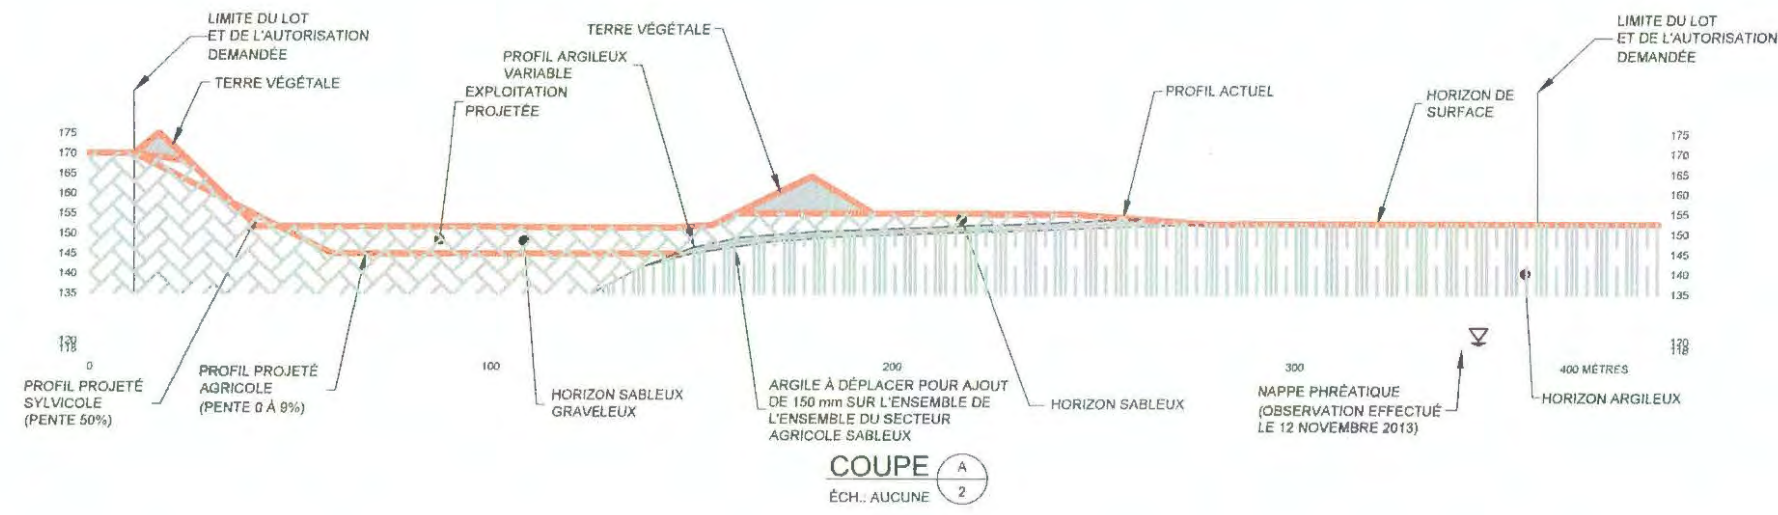 LIMITE DU LOT
ET DE L'AUTORISATION
DEMANDÉE
TERRE VÉGÉTALE
PROFIL ARGILEUX
VARIABLE
EXPLOITATION
PROJETÉE
TERRE VÉGÉTALE
PROFIL ACTUEL
HORIZON DE
SURFACE
LIMITE DU LOT
ET DE L'AUTORISATION
DEMANDÉE
175
170
165
160
155
150
145
140
135
120
118
175
170
165
160
155
150
145
140
135
120
118
0
100
200
300
400 MÈTRES
PROFIL PROJETÉ
SYLVICOLE
(PENTE 50%)
PROFIL PROJETÉ
AGRICOLE
(PENTE 0 À 9%)
HORIZON SABLEUX
GRAVELEUX
ARGILE À DÉPLACER POUR AJOUT
DE 150 mm SUR L'ENSEMBLE DE
L'ENSEMBLE DU SECTEUR
AGRICOLE SABLEUX
HORIZON SABLEUX
NAPPE PHRÉATIQUE
(OBSERVATION EFFECTUÉ
LE 12 NOVEMBRE 2013)
HORIZON ARGILEUX
COUPE
A
2
ÉCH.: AUCUNE